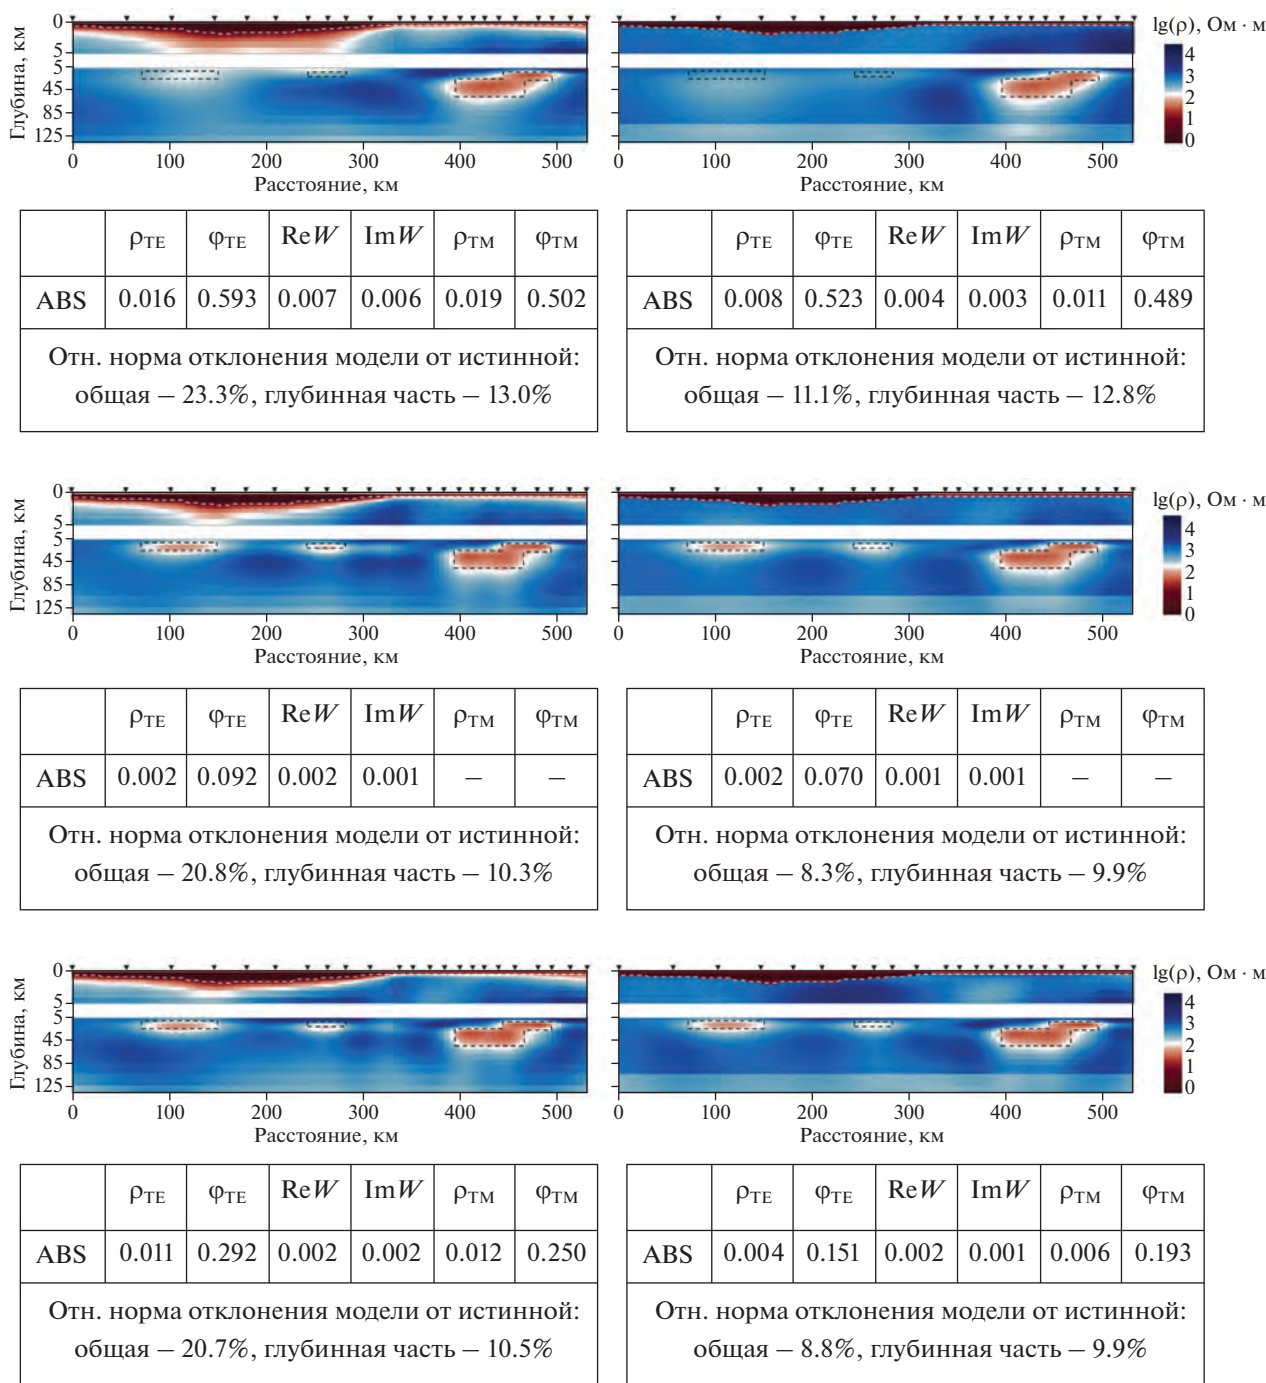 lg(ρ), Ом · м
Глубина, км
0
5
5
45
85
125
0 100 200 300 400 500
Расстояние, км
0 100 200 300 400 500
Расстояние, км
4
3
2
1
0
ρTE φTE ReW ImW ρTM φTM
ABS 0.016 0.593 0.007 0.006 0.019 0.502
Отн. норма отклонения модели от истинной:
общая – 23.3%, глубинная часть – 13.0%
ρTE φTE ReW ImW ρTM φTM
ABS 0.008 0.523 0.004 0.003 0.011 0.489
Отн. норма отклонения модели от истинной:
общая – 11.1%, глубинная часть – 12.8%
lg(ρ), Ом · м
Глубина, км
0
5
5
45
85
125
0 100 200 300 400 500
Расстояние, км
0 100 200 300 400 500
Расстояние, км
4
3
2
1
0
ρTE φTE ReW ImW ρTM φTM
ABS 0.002 0.092 0.002 0.001 – –
Отн. норма отклонения модели от истинной:
общая – 20.8%, глубинная часть – 10.3%
ρTE φTE ReW ImW ρTM φTM
ABS 0.002 0.070 0.001 0.001 – –
Отн. норма отклонения модели от истинной:
общая – 8.3%, глубинная часть – 9.9%
lg(ρ), Ом · м
Глубина, км
0
5
5
45
85
125
0 100 200 300 400 500
Расстояние, км
0 100 200 300 400 500
Расстояние, км
4
3
2
1
0
ρTE φTE ReW ImW ρTM φTM
ABS 0.011 0.292 0.002 0.002 0.012 0.250
Отн. норма отклонения модели от истинной:
общая – 20.7%, глубинная часть – 10.5%
ρTE φTE ReW ImW ρTM φTM
ABS 0.004 0.151 0.002 0.001 0.006 0.193
Отн. норма отклонения модели от истинной:
общая – 8.8%, глубинная часть – 9.9%